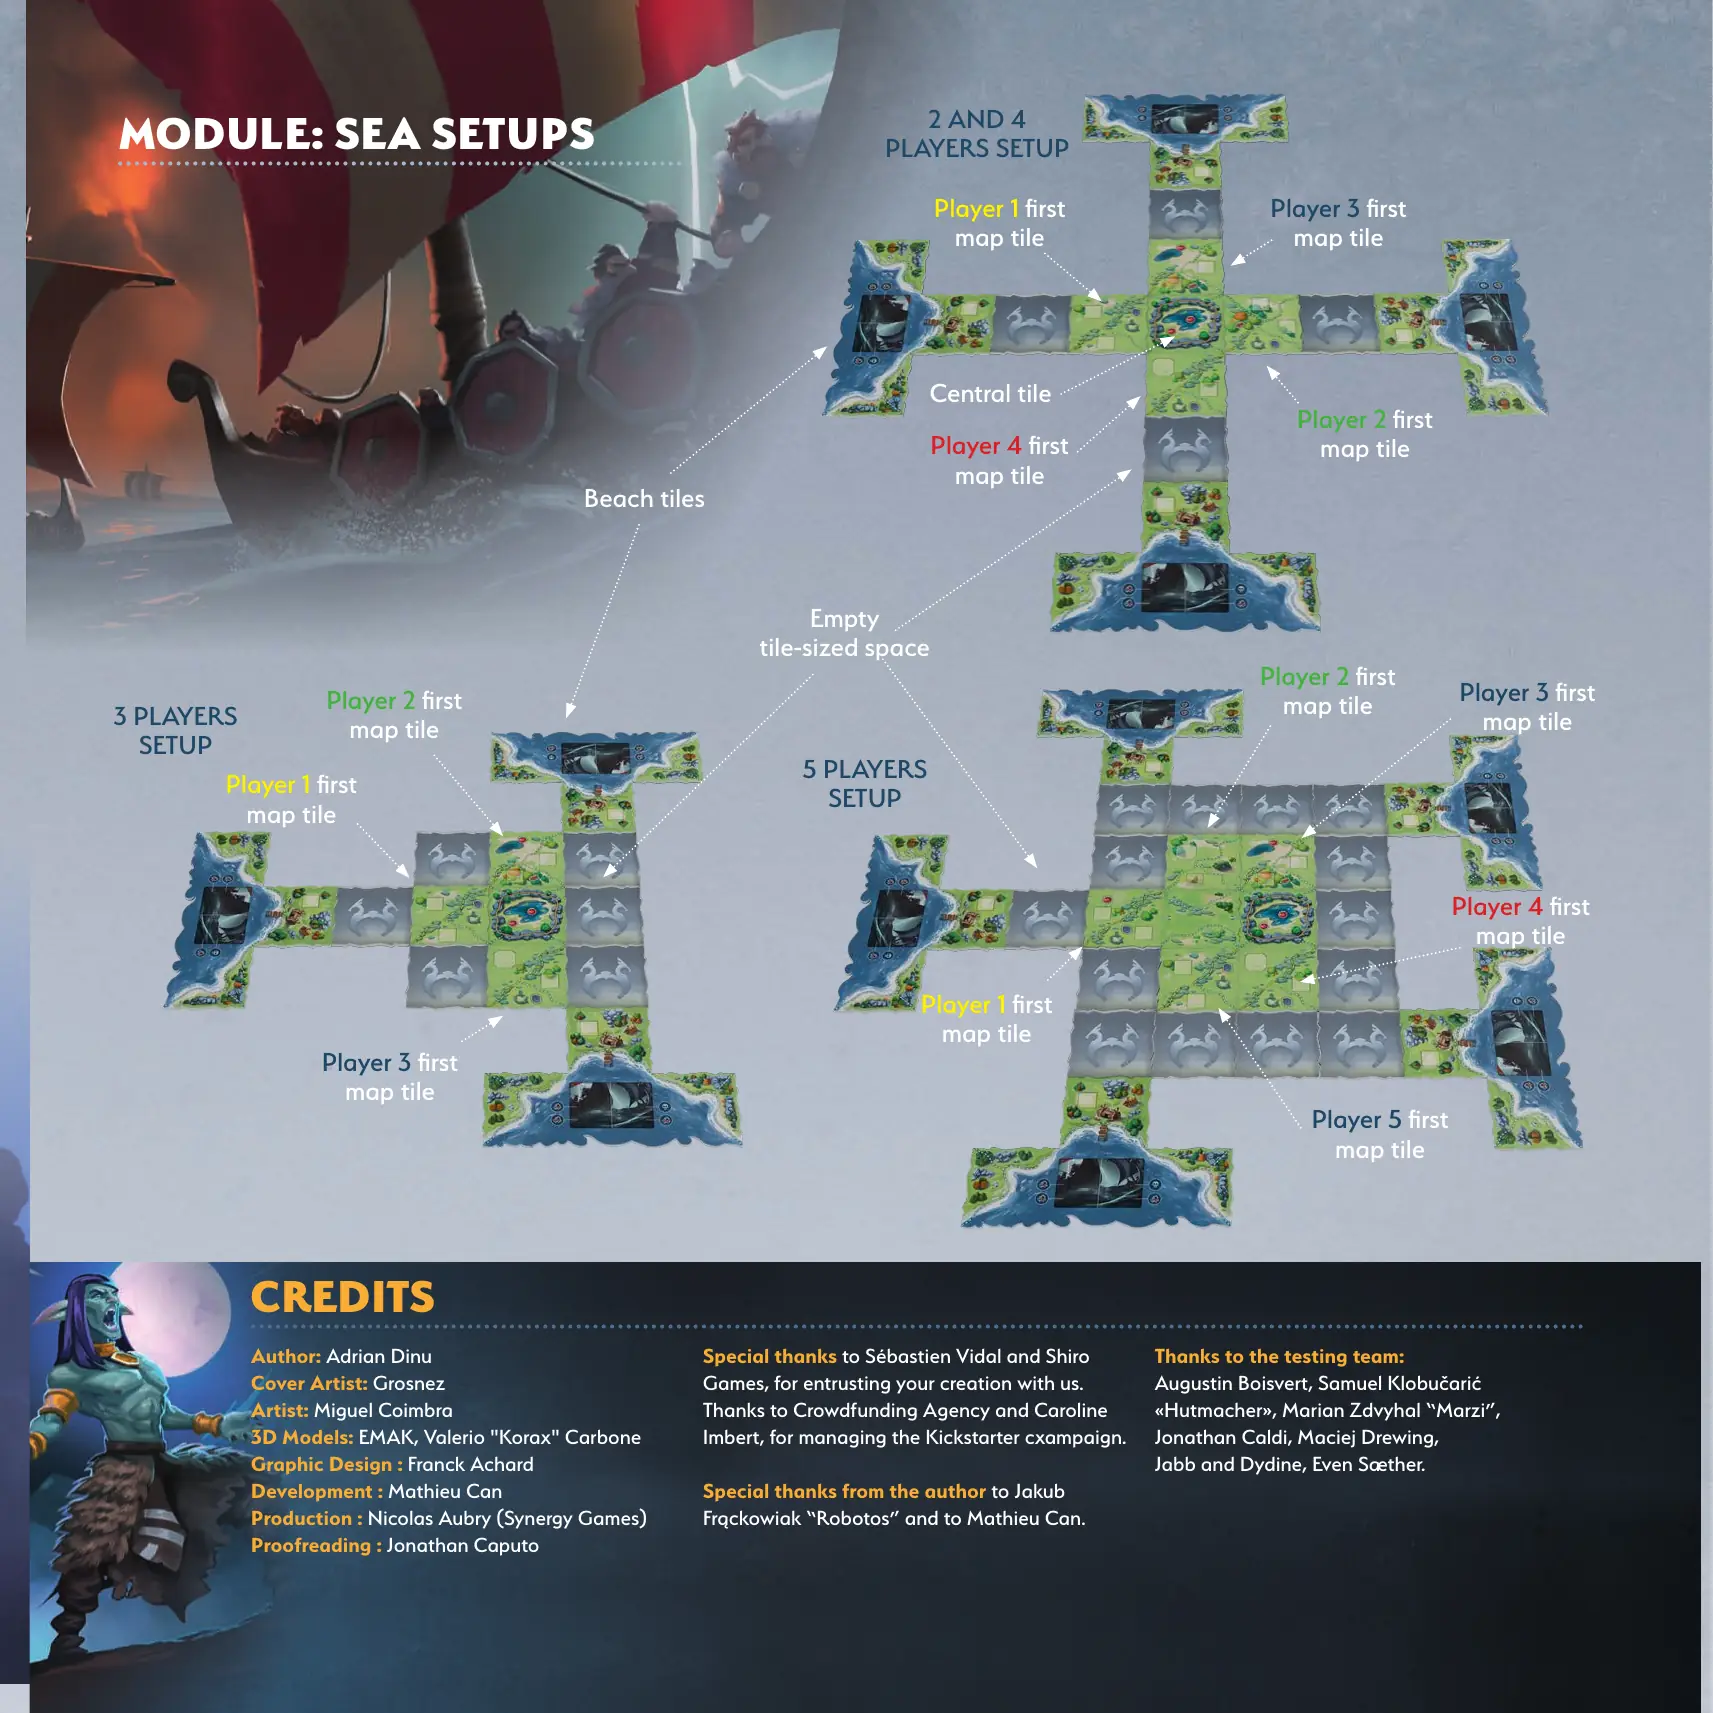 MODULE: SEA SETUPS
2 AND 4
PLAYERS SETUP
Player 1 first
map tile
Player 3 first
map tile
Central tile
Player 4 first
map tile
Player 2 first
map tile
Beach tiles
Empty
tile-sized space
3 PLAYERS
SETUP
Player 2 first
map tile
Player 1 first
map tile
Player 3 first
map tile
5 PLAYERS
SETUP
Player 2 first
map tile
Player 3 first
map tile
Player 4 first
map tile
Player 1 first
map tile
Player 5 first
map tile
CREDITS
Author: Adrian Dinu
Cover Artist: Grosnez
Artist: Miguel Coimbra
3D Models: EMAK, Valerio "Korax" Carbone
Graphic Design : Franck Achard
Development : Mathieu Can
Production : Nicolas Aubry (Synergy Games)
Proofreading : Jonathan Caputo
Special thanks to Sébastien Vidal and Shiro
Games, for entrusting your creation with us.
Thanks to Crowdfunding Agency and Caroline
Imbert, for managing the Kickstarter cxampaign.
Special thanks from the author to Jakub
Frąckowiak “Robotos” and to Mathieu Can.
Thanks to the testing team:
Augustin Boisvert, Samuel Klobučarić
«Hutmacher», Marian Zdvyhal “Marzi”,
Jonathan Caldi, Maciej Drewing,
Jabb and Dydine, Even Sæther.